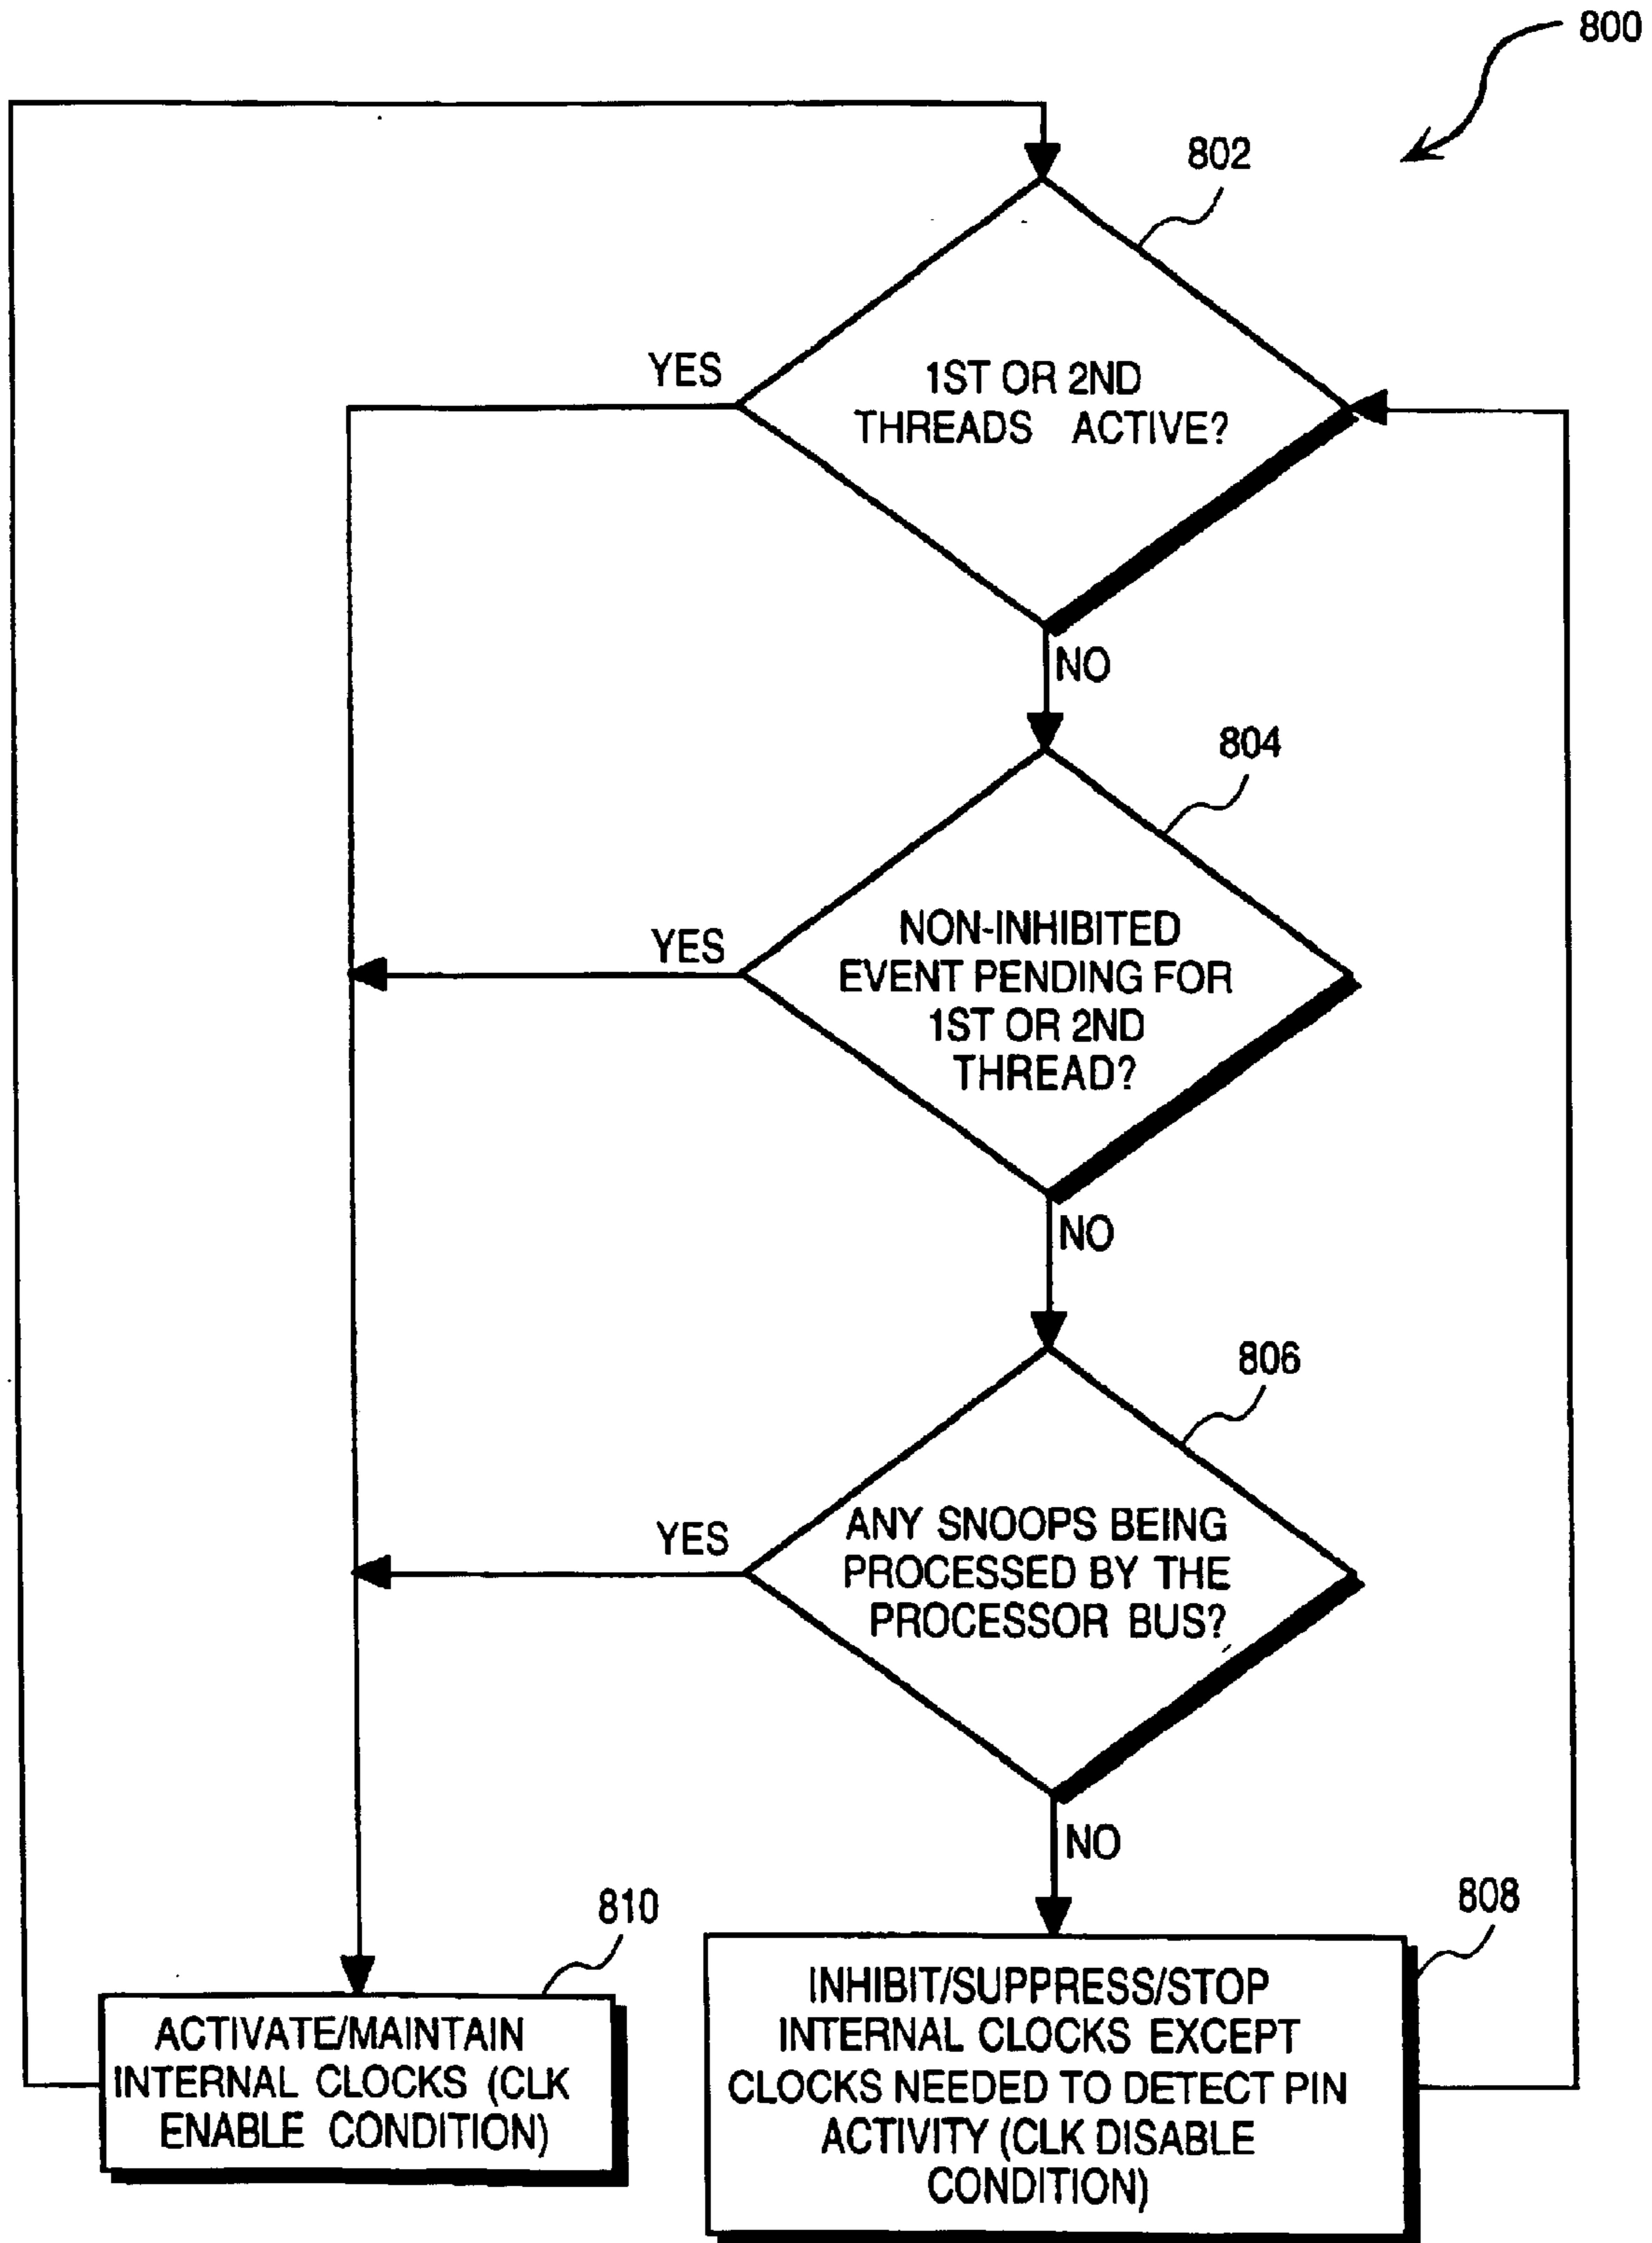 800
802
YES
1ST OR 2ND
THREADS ACTIVE?
NO
804
YES
NON-INHIBITED
EVENT PENDING FOR
1ST OR 2ND
THREAD?
NO
806
YES
ANY SNOOPS BEING
PROCESSED BY THE
PROCESSOR BUS?
NO
810
ACTIVATE/MAINTAIN
INTERNAL CLOCKS (CLK
ENABLE CONDITION)
808
INHIBIT/SUPPRESS/STOP
INTERNAL CLOCKS EXCEPT
CLOCKS NEEDED TO DETECT PIN
ACTIVITY (CLK DISABLE
CONDITION)